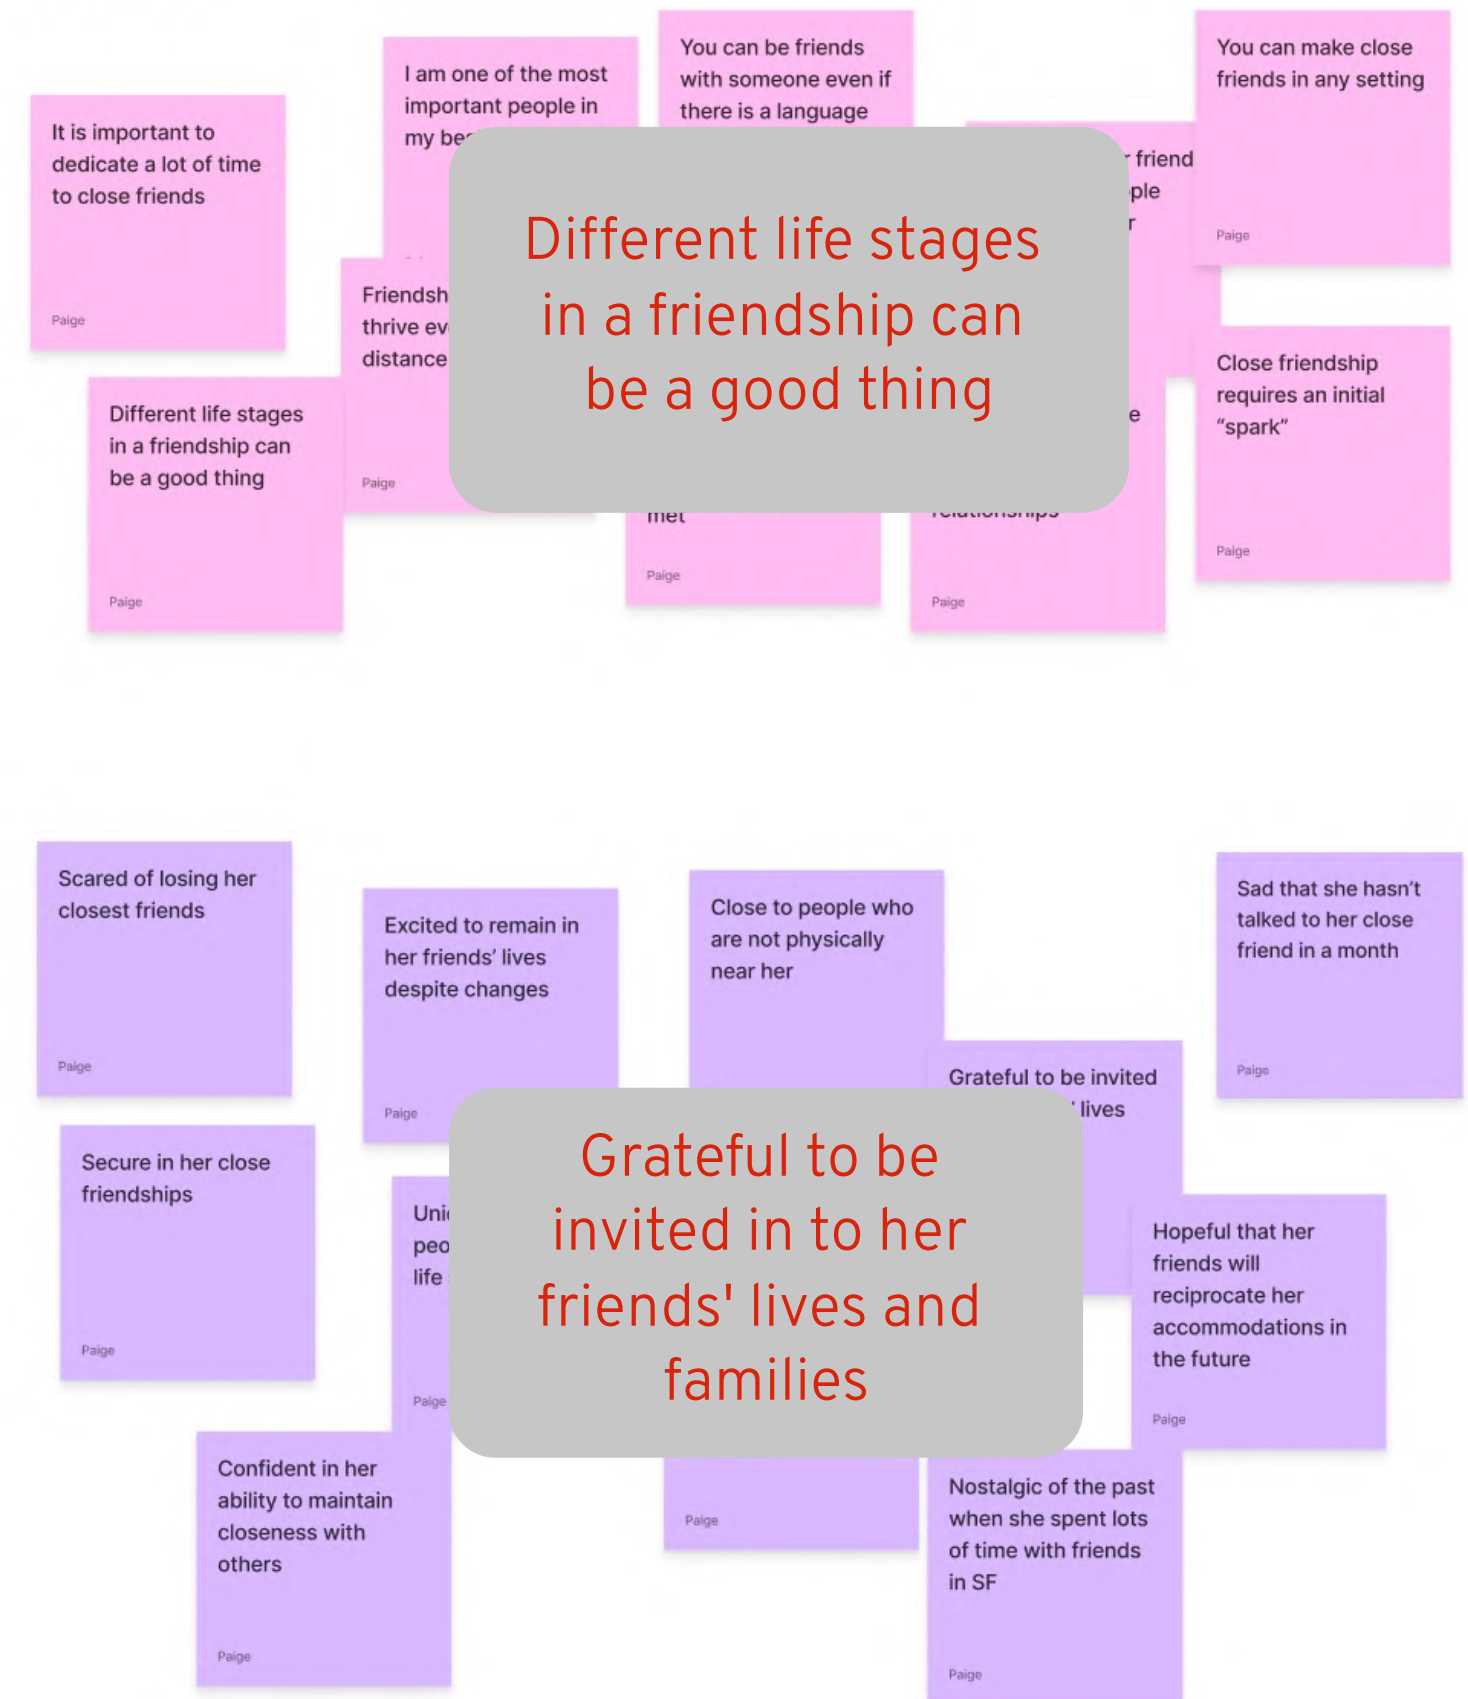 It is important to
dedicate a lot of time
to close friends
Paige
I am one of the most
important people in
my
You can be friends
with someone even if
there is a language
friend
You can make close
friends in any setting
Paige
Different life stages
in a friendship can
be a good thing
Paige
thrive
distance
Paige
Different life stages
in a friendship can
be a good thing
met
Paige
relationships
Paige
Close friendship
requires an initial
“spark”
Paige
Scared of losing her
closest friends
Paige
Excited to remain in
her friends’ lives
despite changes
Paige
Close to people who
are not physically
near her
Grateful to be invited
lives
Sad that she hasn’t
talked to her close
friend in a month
Paige
Secure in her close
friendships
Paige
life
Paige
Grateful to be
invited in to her
friends' lives and
families
Hopeful that her
friends will
reciprocate her
accommodations in
the future
Paige
Confident in her
ability to maintain
closeness with
others
Paige
Paige
Nostalgic of the past
when she spent lots
of time with friends
in SF
Paige